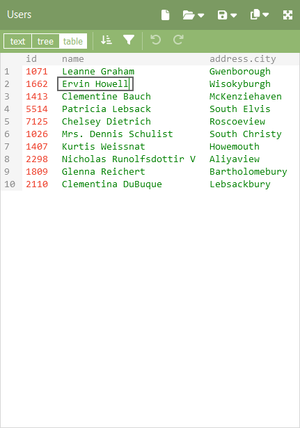 Users
text tree table
id name address.city
1 1071 Leanne Graham Gwenborough
2 1662 Ervin Howell Wisokyburgh
3 1413 Clementine Bauch McKenziehaven
4 5514 Patricia Lebsack South Elvis
5 7125 Chelsey Dietrich Roscoeview
6 1026 Mrs. Dennis Schulist South Christy
7 1407 Kurtis Weissnat Howemouth
8 2298 Nicholas Runolfsdottir V Aliyaview
9 1809 Glenna Reichert Bartholomebury
10 2110 Clementina DuBuque Lebsackbury